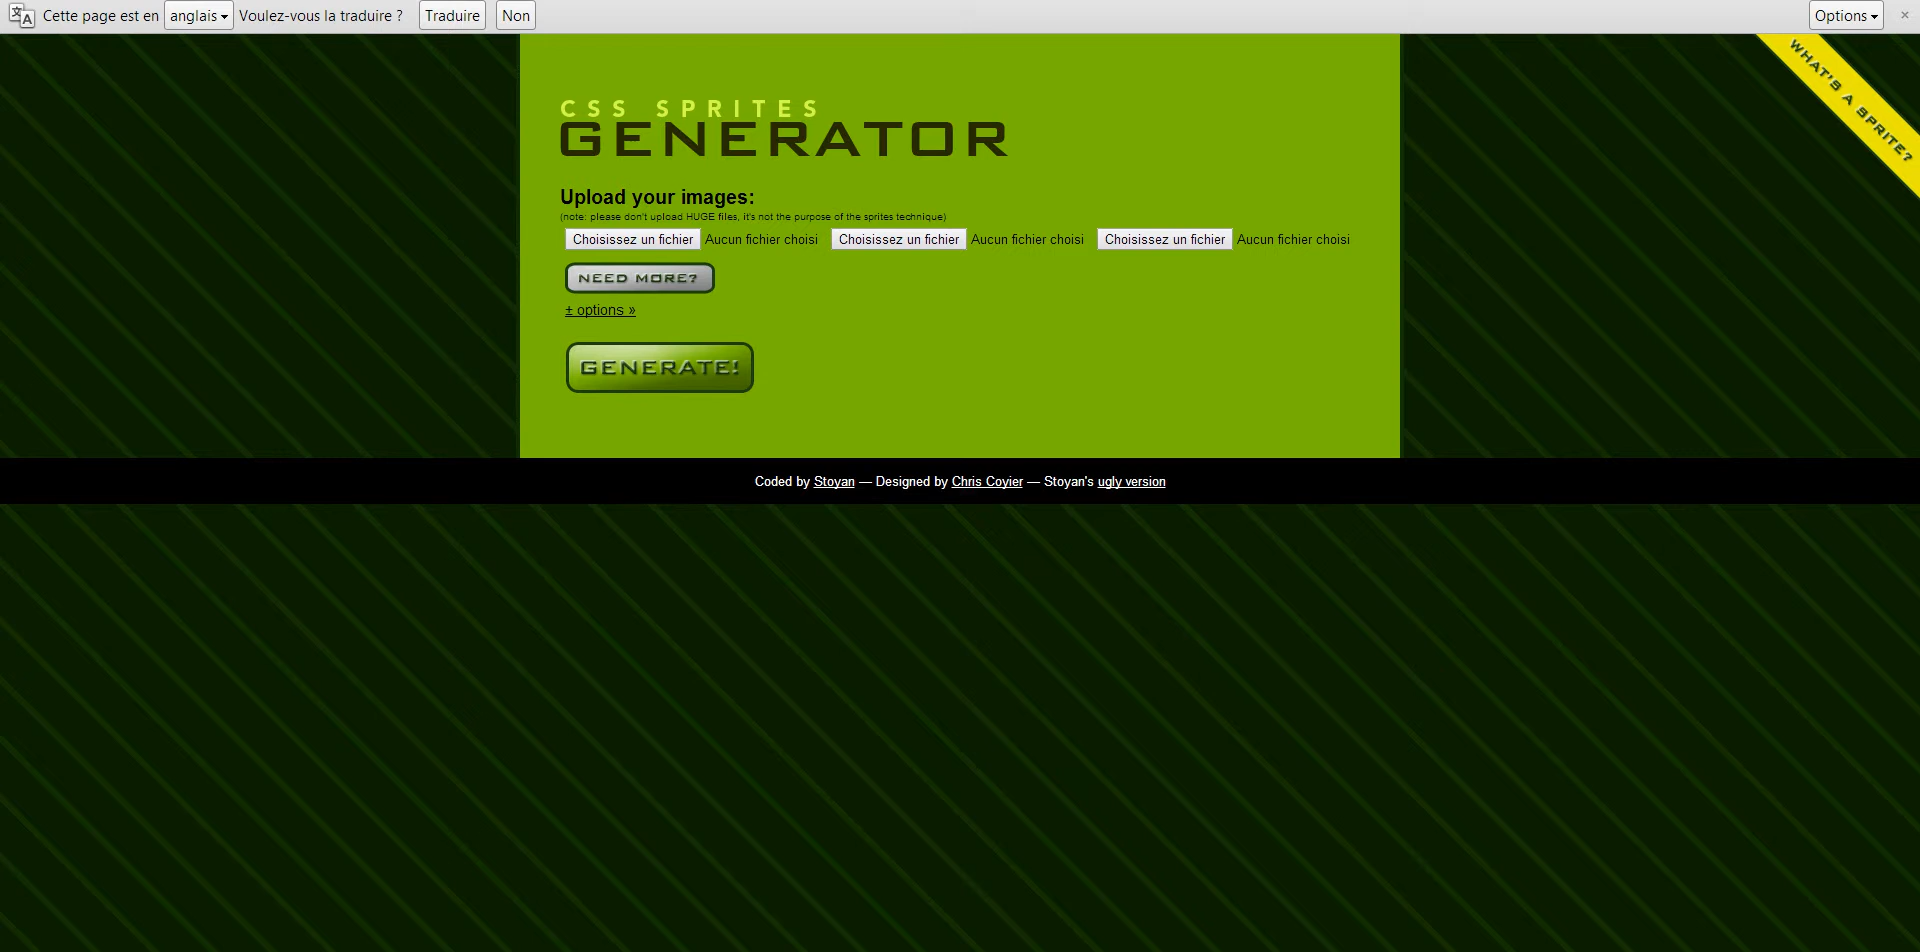 Cette page est en anglais Voulez-vous la traduire ? Traduire Non Options ×
WHAT'S A SPRITE?
CSS SPRITES
GENERATOR
Upload your images:
(note: please don't upload HUGE files, it's not the purpose of the sprites technique)
Choisissez un fichier Aucun fichier choisi Choisissez un fichier Aucun fichier choisi Choisissez un fichier Aucun fichier choisi
NEED MORE?
± options »
GENERATE!
Coded by Stoyan — Designed by Chris Coyier — Stoyan's ugly version